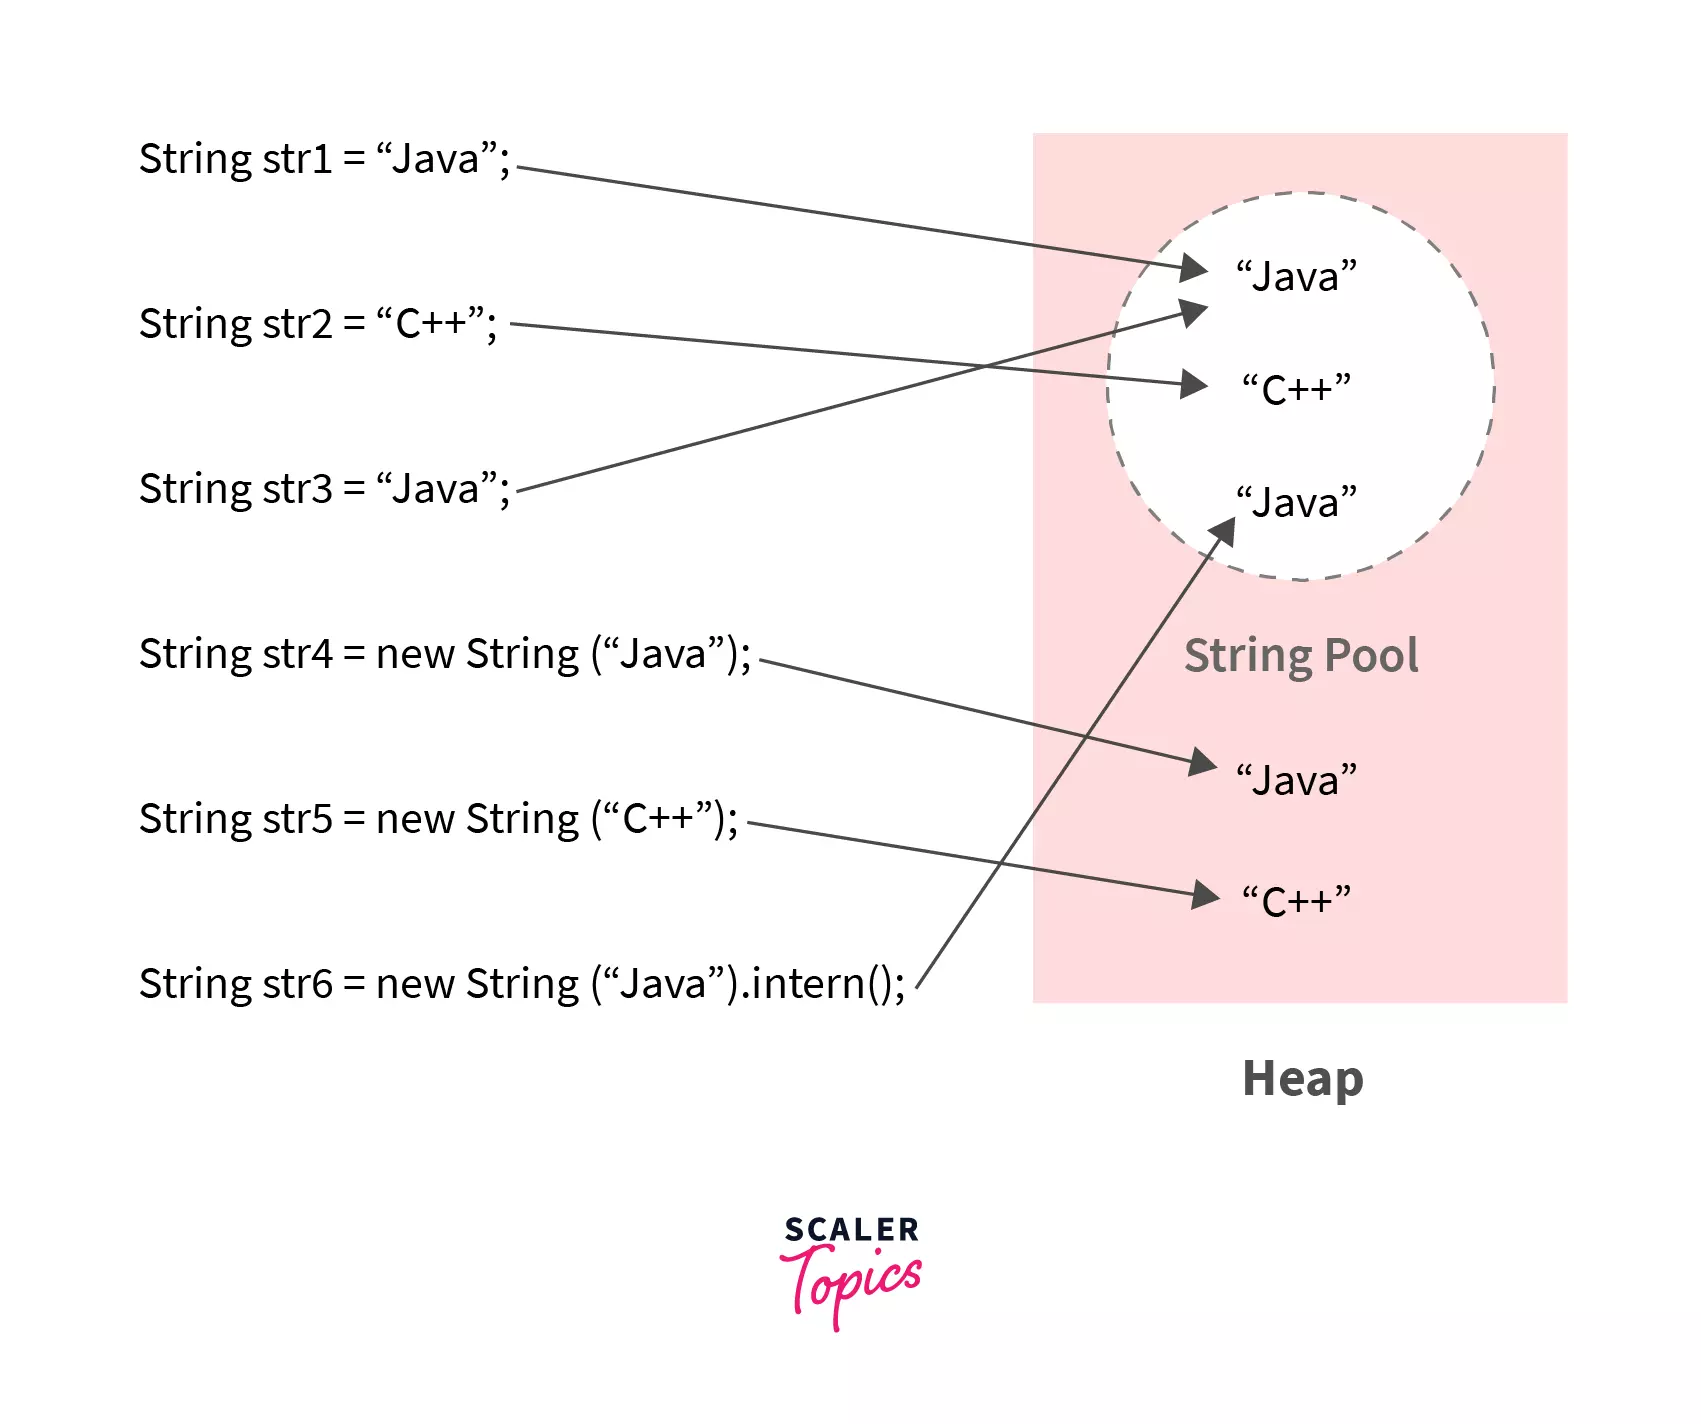 String str1 = “Java”;
String str2 = “C++”;
String str3 = “Java”;
String str4 = new String (“Java”);
String str5 = new String (“C++”);
String str6 = new String (“Java”).intern();
“Java”
“C++”
“Java”
String Pool
“Java”
“C++”
Heap
SCALER
Topics